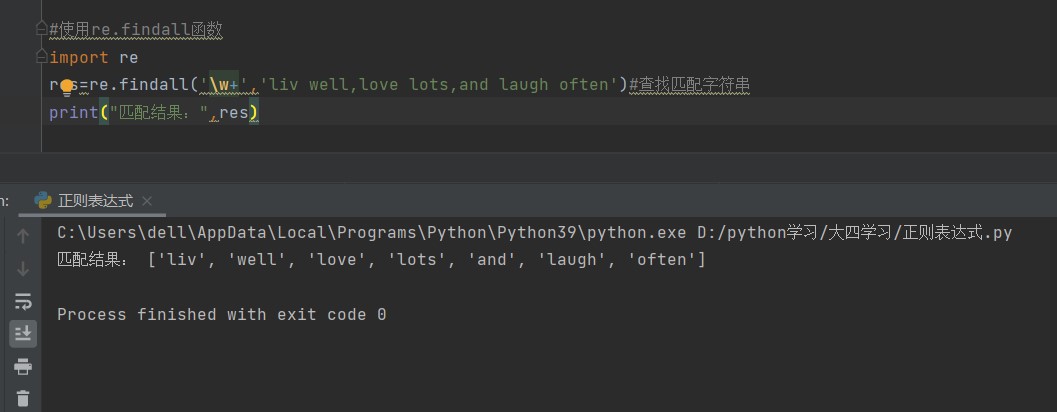 #使用re.findall函数
import re
res=re.findall('\w+','liv well,love lots,and laugh often')#查找匹配字符串
print("匹配结果：",res)
n:
正则表达式
C:\Users\dell\AppData\Local\Programs\Python\Python39\python.exe D:/python学习/大四学习/正则表达式.py
匹配结果： ['liv', 'well', 'love', 'lots', 'and', 'laugh', 'often']
Process finished with exit code 0